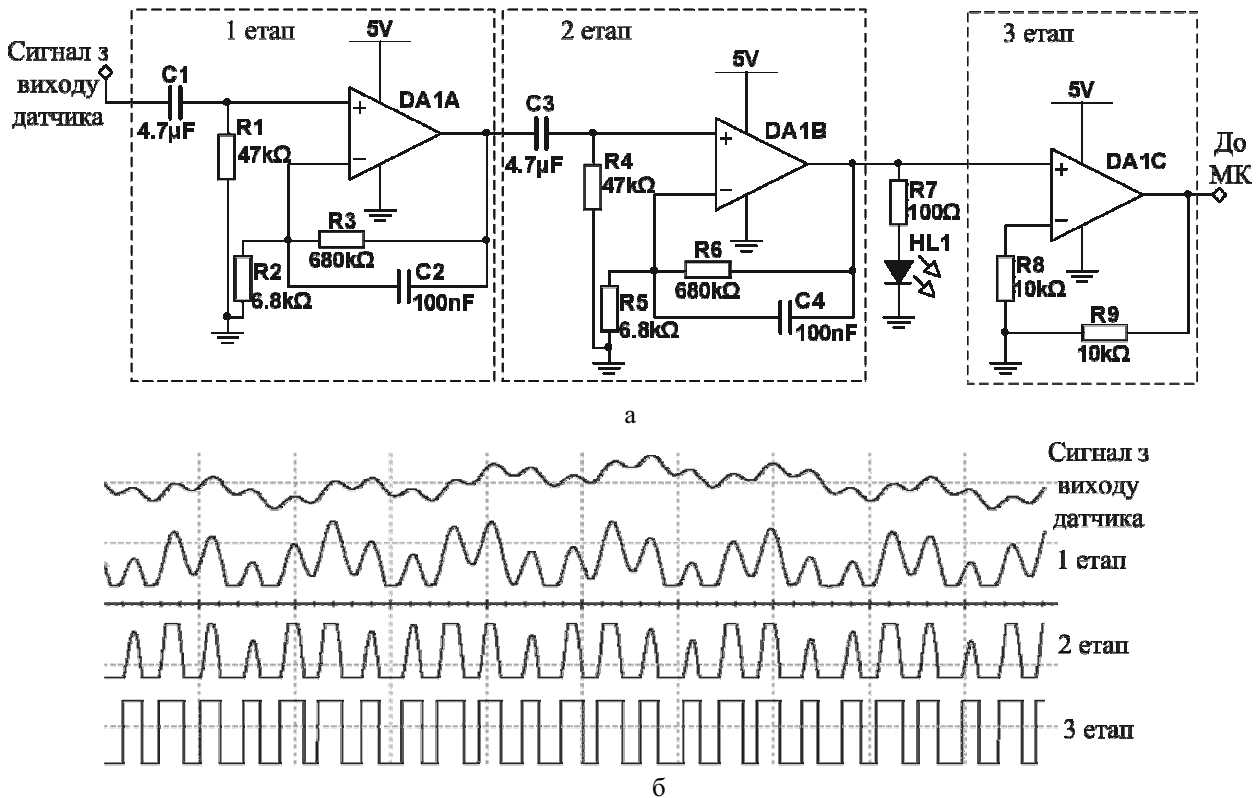 1 етап
2 етап
3 етап
Сигнал з
виходу
датчика
5V
C1
4.7µF
R1
47kΩ
DA1A
R2
6.8kΩ
R3
680kΩ
C2
100nF
5V
C3
4.7µF
R4
47kΩ
DA1B
R5
6.8kΩ
R6
680kΩ
C4
100nF
R7
100Ω
HL1
5V
DA1C
R8
10kΩ
R9
10kΩ
До
МК
а
Сигнал з
виходу
датчика
1 етап
2 етап
3 етап
б